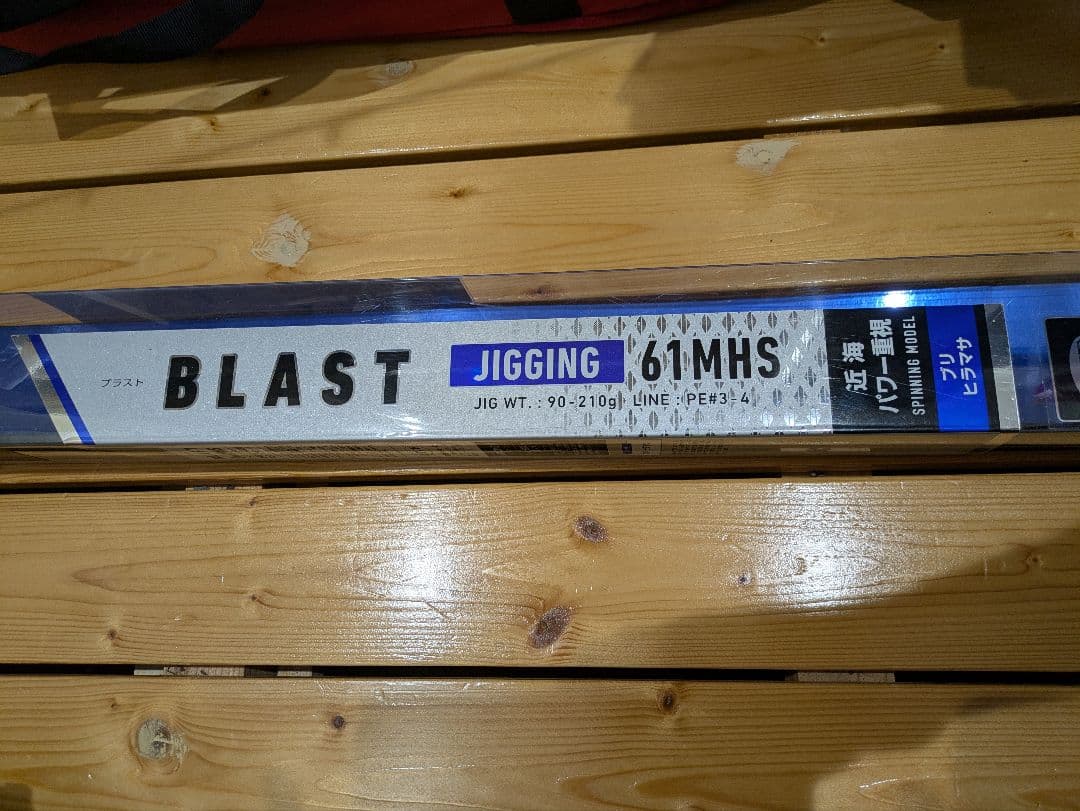 ブラスト
BLAST
JIGGING 61MHS
JIG WT. : 90-210g LINE : PE#3-4
近海
パワー重視
SPINNING MODEL
ブリ
ヒラマサ